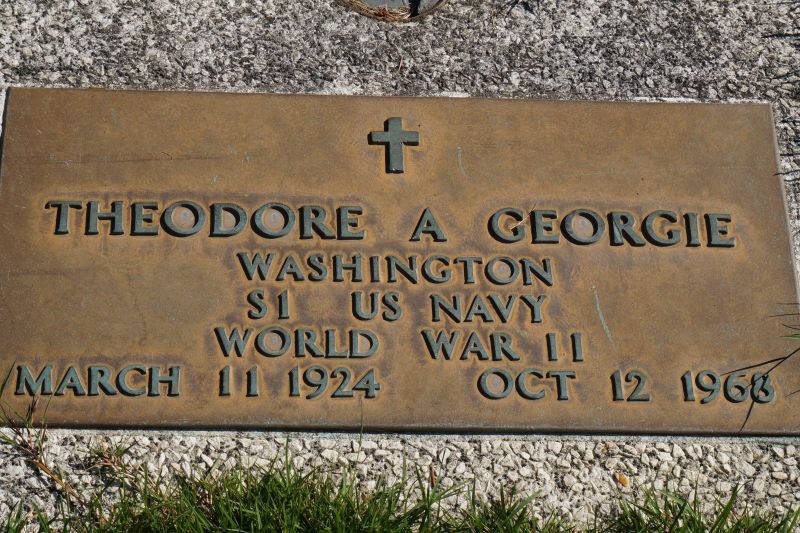 THEODORE A GEORGIE
WASHINGTON
S1 US NAVY
WORLD WAR II
MARCH 11 1924 OCT 12 1968